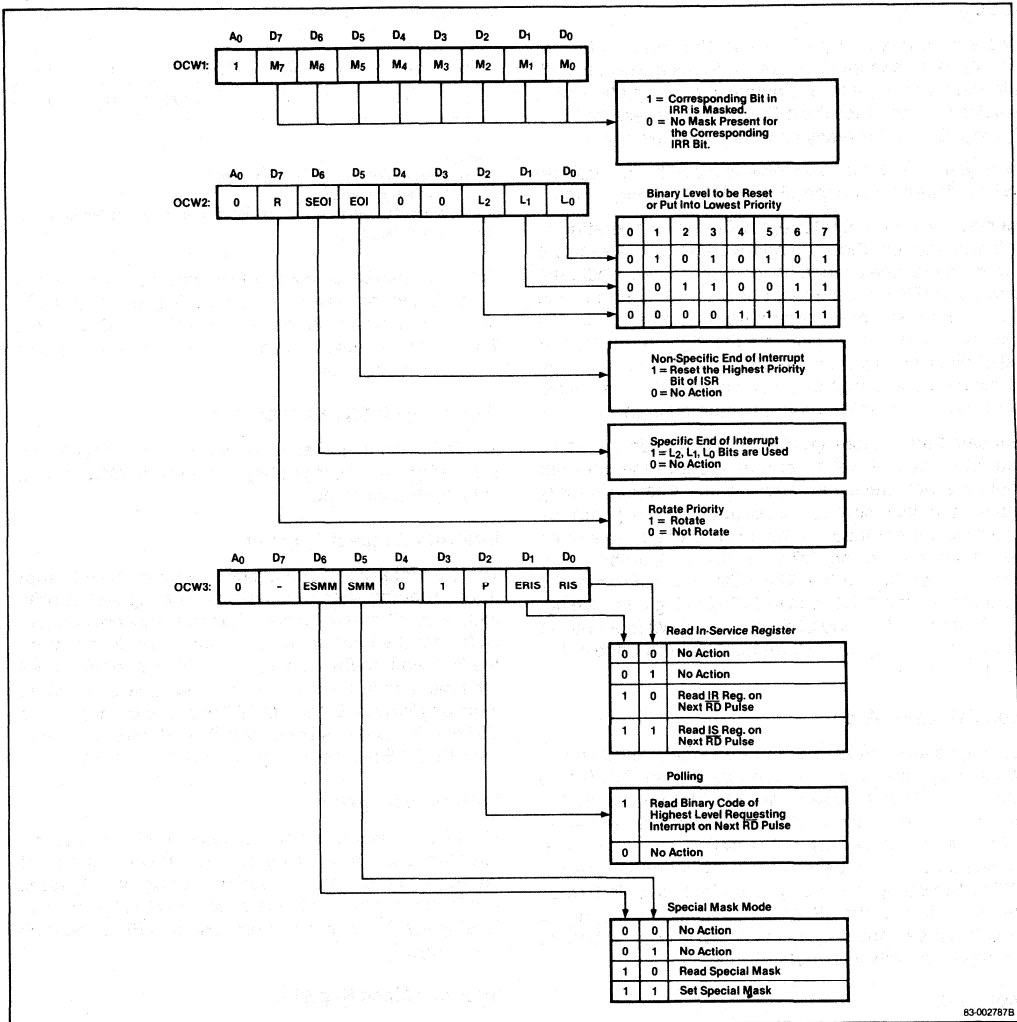 A0 D7 D6 D5 D4 D3 D2 D1 D0
OCW1: 1 M7 M6 M5 M4 M3 M2 M1 M0
1 = Corresponding Bit in
IRR is Masked.
0 = No Mask Present for
the Corresponding
IRR Bit.
A0 D7 D6 D5 D4 D3 D2 D1 D0
OCW2: 0 R SEOI EOI 0 0 L2 L1 L0
Binary Level to be Reset
or Put Into Lowest Priority
0 1 2 3 4 5 6 7
0 1 0 1 0 1 0 1
0 0 1 1 0 0 1 1
0 0 0 0 1 1 1 1
Non-Specific End of Interrupt
1 = Reset the Highest Priority
Bit of ISR
0 = No Action
Specific End of Interrupt
1 = L2, L1, L0 Bits are Used
0 = No Action
Rotate Priority
1 = Rotate
0 = Not Rotate
A0 D7 D6 D5 D4 D3 D2 D1 D0
OCW3: 0 - ESMM SMM 0 1 P ERIS RIS
Read In-Service Register
0 0 No Action
0 1 No Action
1 0 Read IR Reg. on
Next RD Pulse
1 1 Read IS Reg. on
Next RD Pulse
Polling
1 Read Binary Code of
Highest Level Requesting
Interrupt on Next RD Pulse
0 No Action
Special Mask Mode
0 0 No Action
0 1 No Action
1 0 Read Special Mask
1 1 Set Special Mask
83-002787B